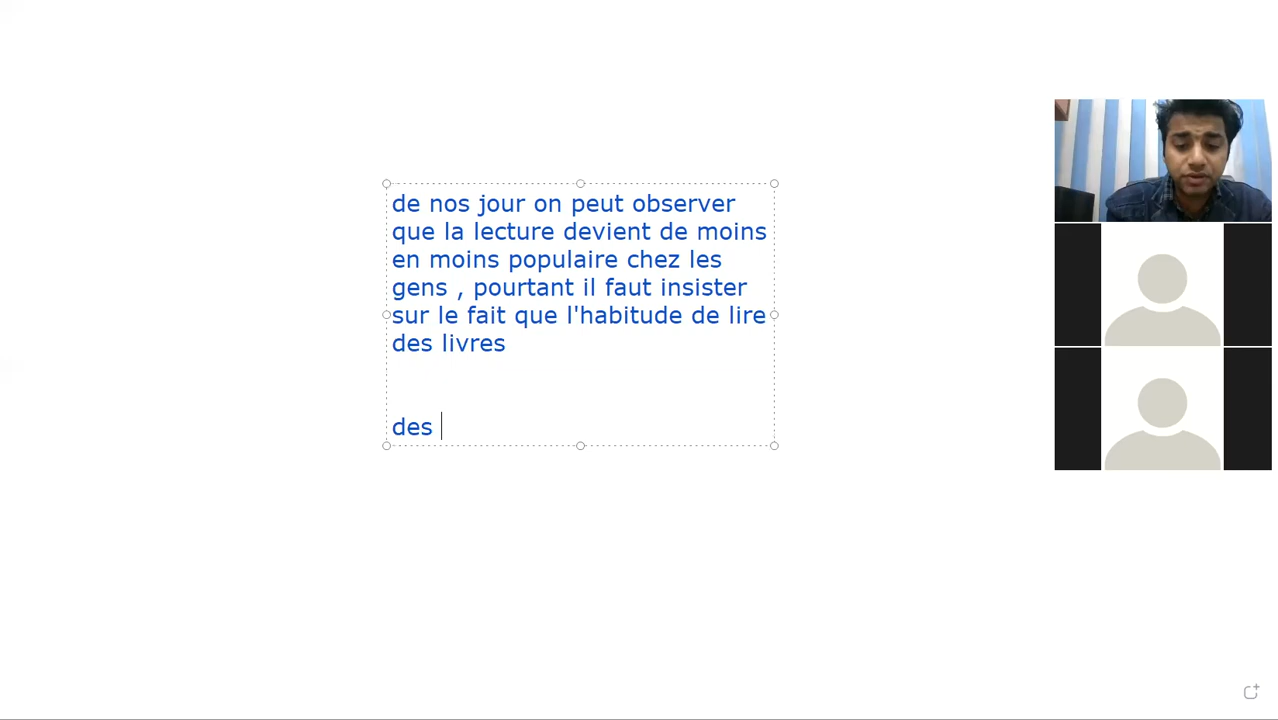 de nos jour on peut observer
que la lecture devient de moins
en moins populaire chez les
gens , pourtant il faut insister
sur le fait que l'habitude de lire
des livres
des